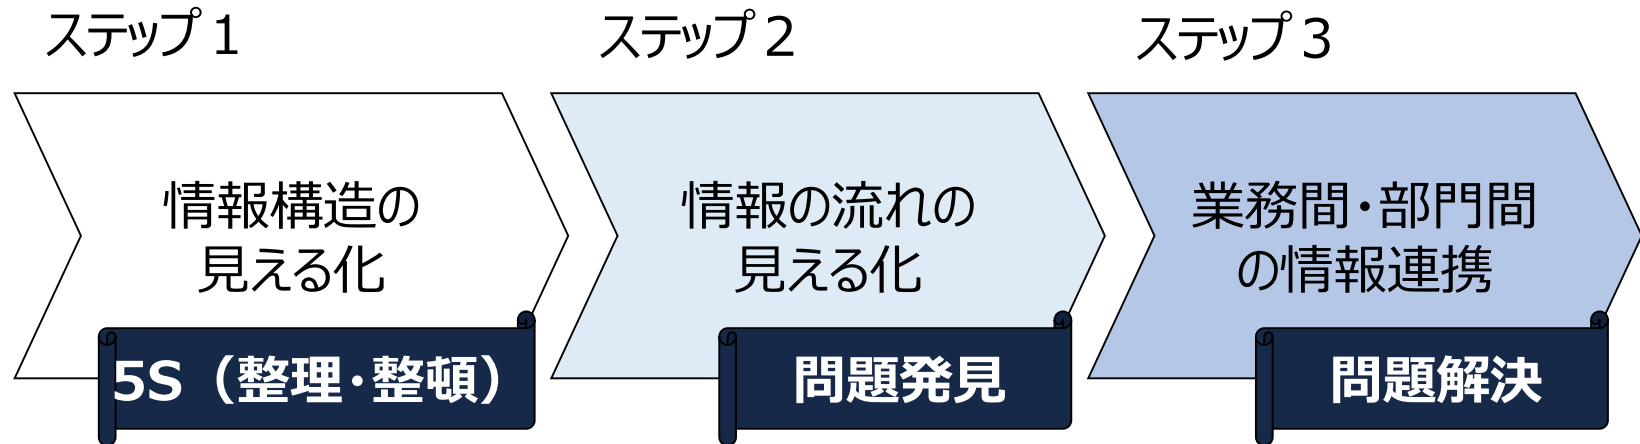 ステップ１
ステップ２
ステップ３
情報構造の
見える化
5S（整理・整頓）
情報の流れの
見える化
問題発見
業務間・部門間
の情報連携
問題解決